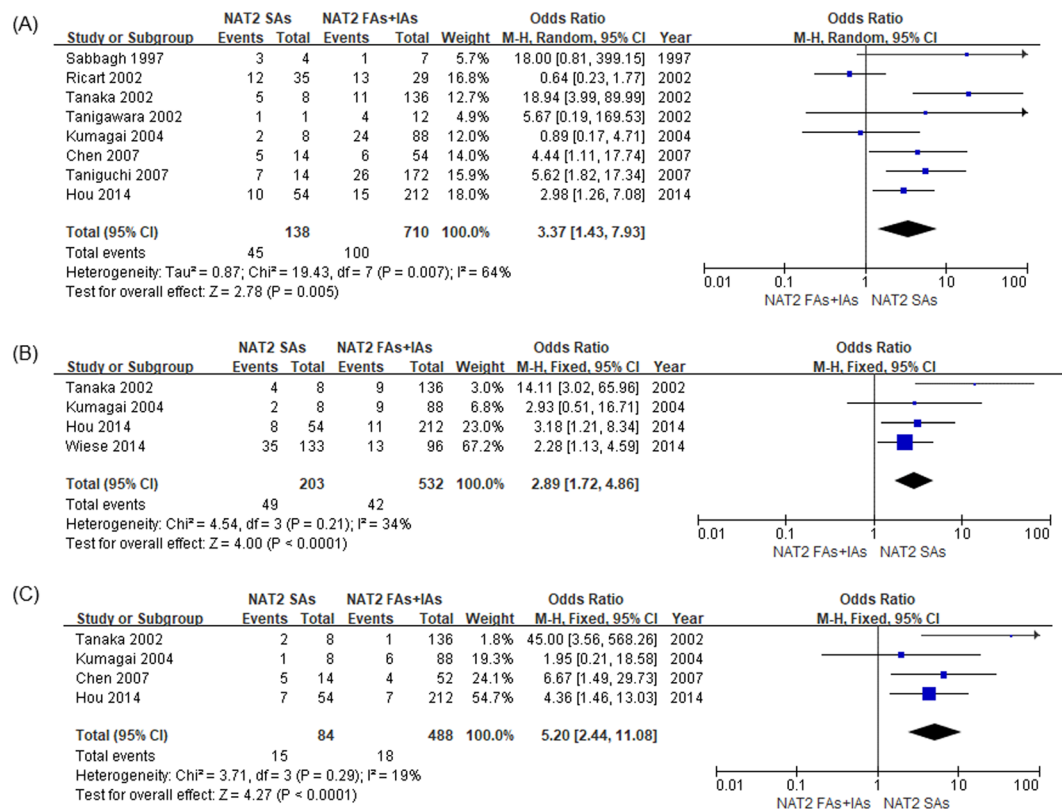 (A)
NAT2 SAs NAT2 FAs+IAs Odds Ratio Odds Ratio
Study or Subgroup Events Total Events Total Weight M-H, Random, 95% CI Year M-H, Random, 95% CI
Sabbagh 1997 3 4 1 7 5.7% 18.00 [0.81, 399.15] 1997
Ricart 2002 12 35 13 29 16.8% 0.64 [0.23, 1.77] 2002
Tanaka 2002 5 8 11 136 12.7% 18.94 [3.99, 89.99] 2002
Tanigawara 2002 1 1 4 12 4.9% 5.67 [0.19, 169.53] 2002
Kumagai 2004 2 8 24 88 12.0% 0.89 [0.17, 4.71] 2004
Chen 2007 5 14 6 54 14.0% 4.44 [1.11, 17.74] 2007
Taniguchi 2007 7 14 26 172 15.9% 5.62 [1.82, 17.34] 2007
Hou 2014 10 54 15 212 18.0% 2.98 [1.26, 7.08] 2014
Total (95% CI) 138 710 100.0% 3.37 [1.43, 7.93]
Total events 45 100
Heterogeneity: Tau² = 0.87; Chi² = 19.43, df = 7 (P = 0.007); I² = 64%
Test for overall effect: Z = 2.78 (P = 0.005)
0.01 0.1 1 10 100
NAT2 FAs+IAs NAT2 SAs
(B)
NAT2 SAs NAT2 FAs+IAs Odds Ratio Odds Ratio
Study or Subgroup Events Total Events Total Weight M-H, Fixed, 95% CI Year M-H, Fixed, 95% CI
Tanaka 2002 4 8 9 136 3.0% 14.11 [3.02, 65.96] 2002
Kumagai 2004 2 8 9 88 6.8% 2.93 [0.51, 16.71] 2004
Hou 2014 8 54 11 212 23.0% 3.18 [1.21, 8.34] 2014
Wiese 2014 35 133 13 96 67.2% 2.28 [1.13, 4.59] 2014
Total (95% CI) 203 532 100.0% 2.89 [1.72, 4.86]
Total events 49 42
Heterogeneity: Chi² = 4.54, df = 3 (P = 0.21); I² = 34%
Test for overall effect: Z = 4.00 (P < 0.0001)
0.01 0.1 1 10 100
NAT2 FAs+IAs NAT2 SAs
(C)
NAT2 SAs NAT2 FAs+IAs Odds Ratio Odds Ratio
Study or Subgroup Events Total Events Total Weight M-H, Fixed, 95% CI Year M-H, Fixed, 95% CI
Tanaka 2002 2 8 1 136 1.8% 45.00 [3.56, 568.26] 2002
Kumagai 2004 1 8 6 88 19.3% 1.95 [0.21, 18.58] 2004
Chen 2007 5 14 4 52 24.1% 6.67 [1.49, 29.73] 2007
Hou 2014 7 54 7 212 54.7% 4.36 [1.46, 13.03] 2014
Total (95% CI) 84 488 100.0% 5.20 [2.44, 11.08]
Total events 15 18
Heterogeneity: Chi² = 3.71, df = 3 (P = 0.29); I² = 19%
Test for overall effect: Z = 4.27 (P < 0.0001)
0.01 0.1 1 10 100
NAT2 FAs+IAs NAT2 SAs